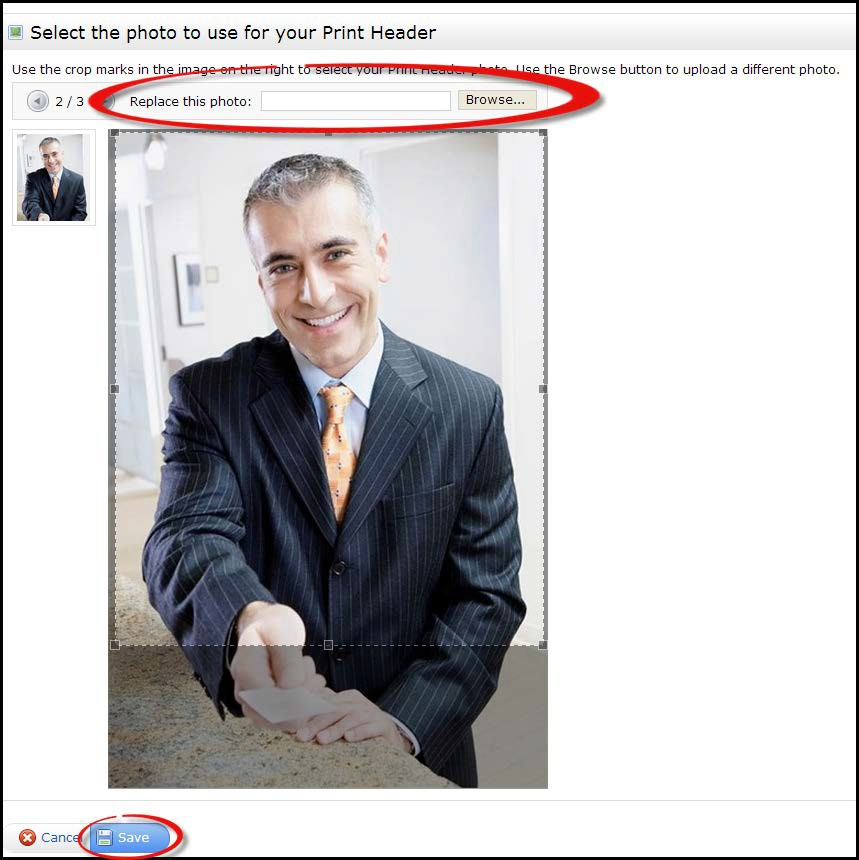 Select the photo to use for your Print Header
Use the crop marks in the image on the right to select your Print Header photo. Use the Browse button to upload a different photo.
2 / 3 Replace this photo: Browse...
Cancel Save